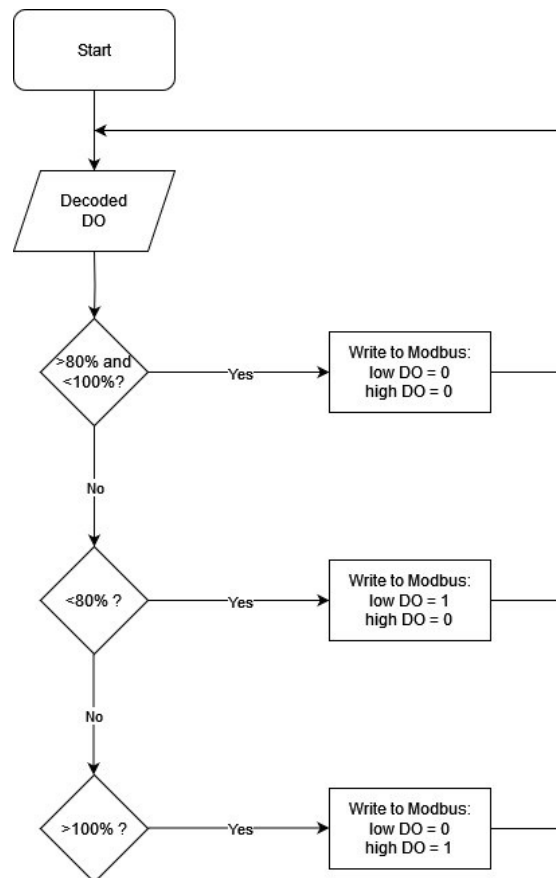 Start
Decoded
DO
>80% and
<100%?
Yes
Write to Modbus:
low DO = 0
high DO = 0
No
<80% ?
Yes
Write to Modbus:
low DO = 1
high DO = 0
No
>100% ?
Yes
Write to Modbus:
low DO = 0
high DO = 1